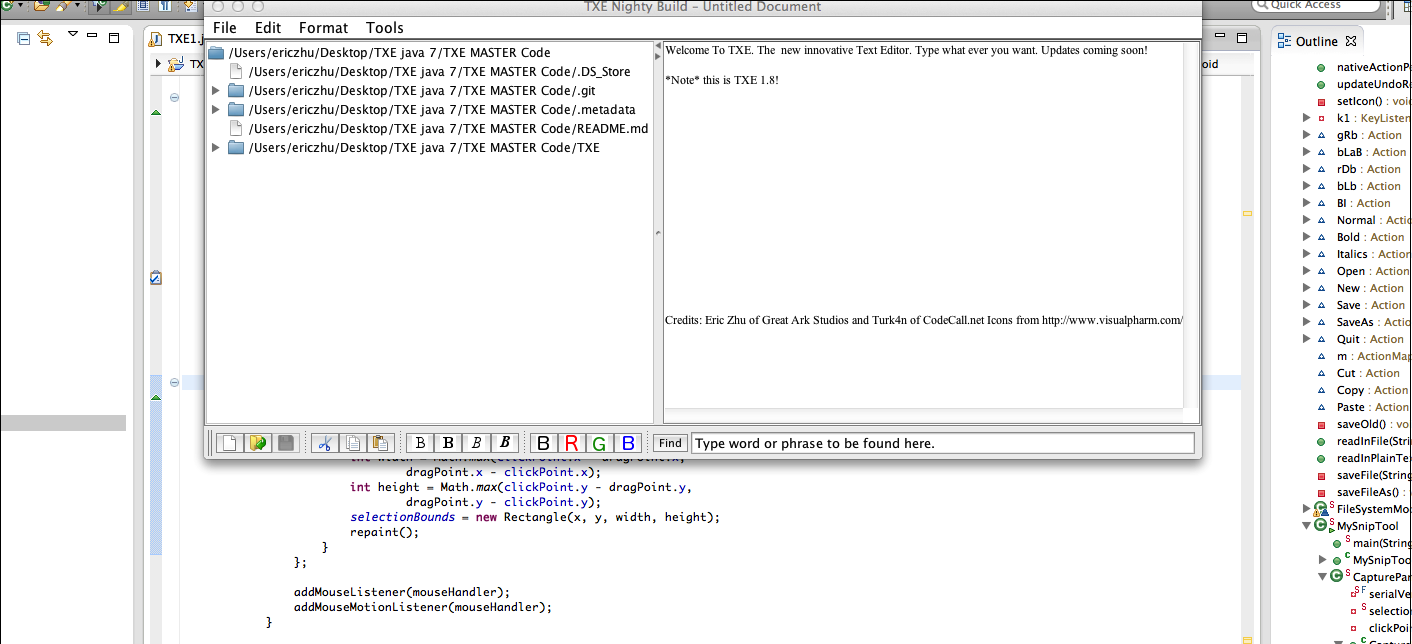 TXE Nighty Build – Untitled Document
Quick Access
File Edit Format Tools
TXE1.j
TX
oid
/Users/ericzhu/Desktop/TXE java 7/TXE MASTER Code
/Users/ericzhu/Desktop/TXE java 7/TXE MASTER Code/.DS_Store
/Users/ericzhu/Desktop/TXE java 7/TXE MASTER Code/.git
/Users/ericzhu/Desktop/TXE java 7/TXE MASTER Code/.metadata
/Users/ericzhu/Desktop/TXE java 7/TXE MASTER Code/README.md
/Users/ericzhu/Desktop/TXE java 7/TXE MASTER Code/TXE
Welcome To TXE. The new innovative Text Editor. Type what ever you want. Updates coming soon!
*Note* this is TXE 1.8!
Credits: Eric Zhu of Great Ark Studios and Turk4n of CodeCall.net Icons from http://www.visualpharm.com/
B B B B B R G B Find Type word or phrase to be found here.
int width = Math.max(clickPoint.x - dragPoint.x,
dragPoint.x - clickPoint.x);
int height = Math.max(clickPoint.y - dragPoint.y,
dragPoint.y - clickPoint.y);
selectionBounds = new Rectangle(x, y, width, height);
repaint();
}
};
addMouseListener(mouseHandler);
addMouseMotionListener(mouseHandler);
}
Outline
nativeActionPa
updateUndoRe
setIcon() : voi
k1 : KeyListen
gRb : Action
bLaB : Action
rDb : Action
bLb : Action
BI : Action
Normal : Actio
Bold : Action
Italics : Action
Open : Action
New : Action
Save : Action
SaveAs : Action
Quit : Action
m : ActionMap
Cut : Action
Copy : Action
Paste : Action
saveOld() : vo
readInFile(Stri
readInPlainTe
saveFile(String
saveFileAs() :
FileSystemMo
MySnipTool
main(String
MySnipToo
CapturePar
serialVe
selectio
clickPoi